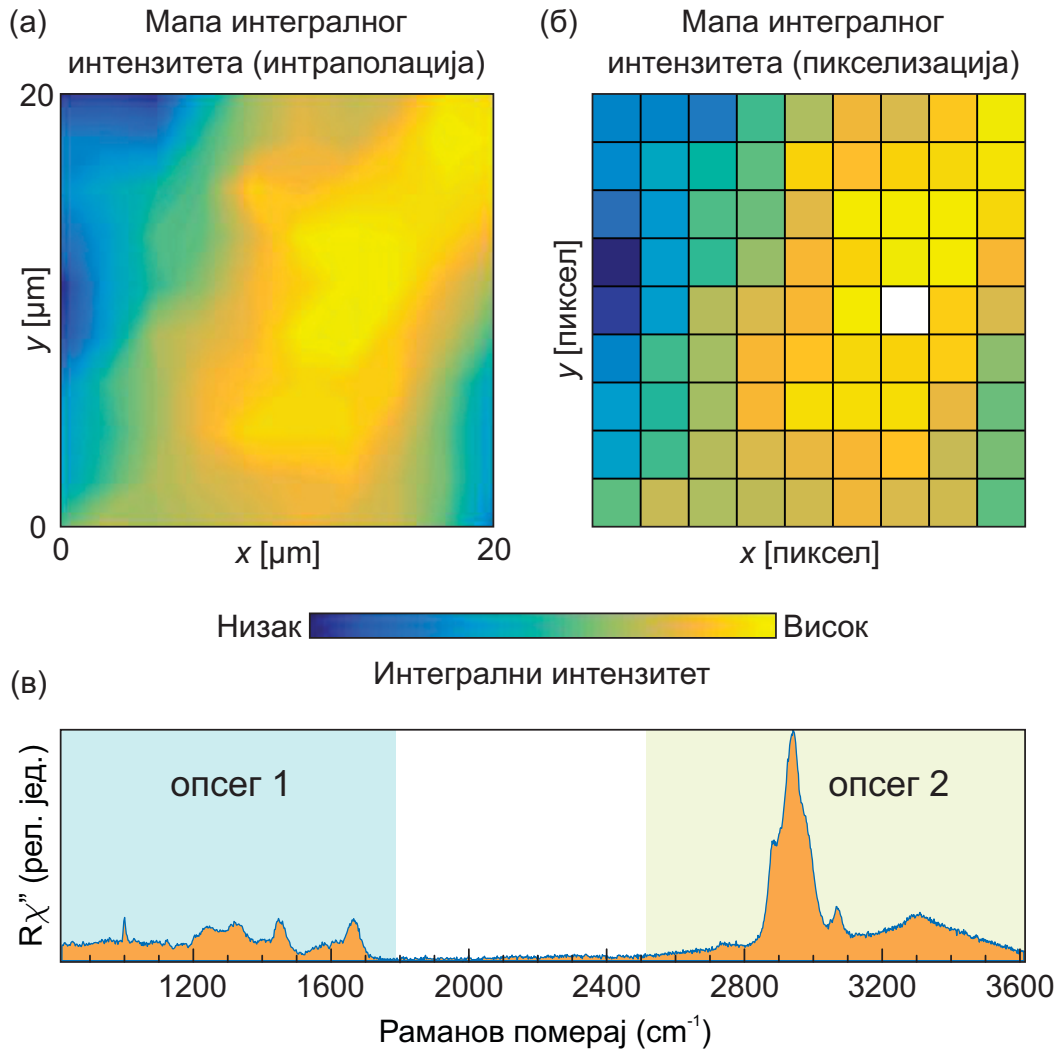 (а)
Мапа интегралног
интензитета (интраполација)
20
y [µm]
0
0
x [µm]
20
(б)
Мапа интегралног
интензитета (пикселизација)
y [пиксел]
x [пиксел]
Низак
Висок
Интегрални интензитет
(в)
Rχ” (рел. јед.)
опсег 1
опсег 2
1200 1600 2000 2400 2800 3200 3600
Раманов померај (cm⁻¹)